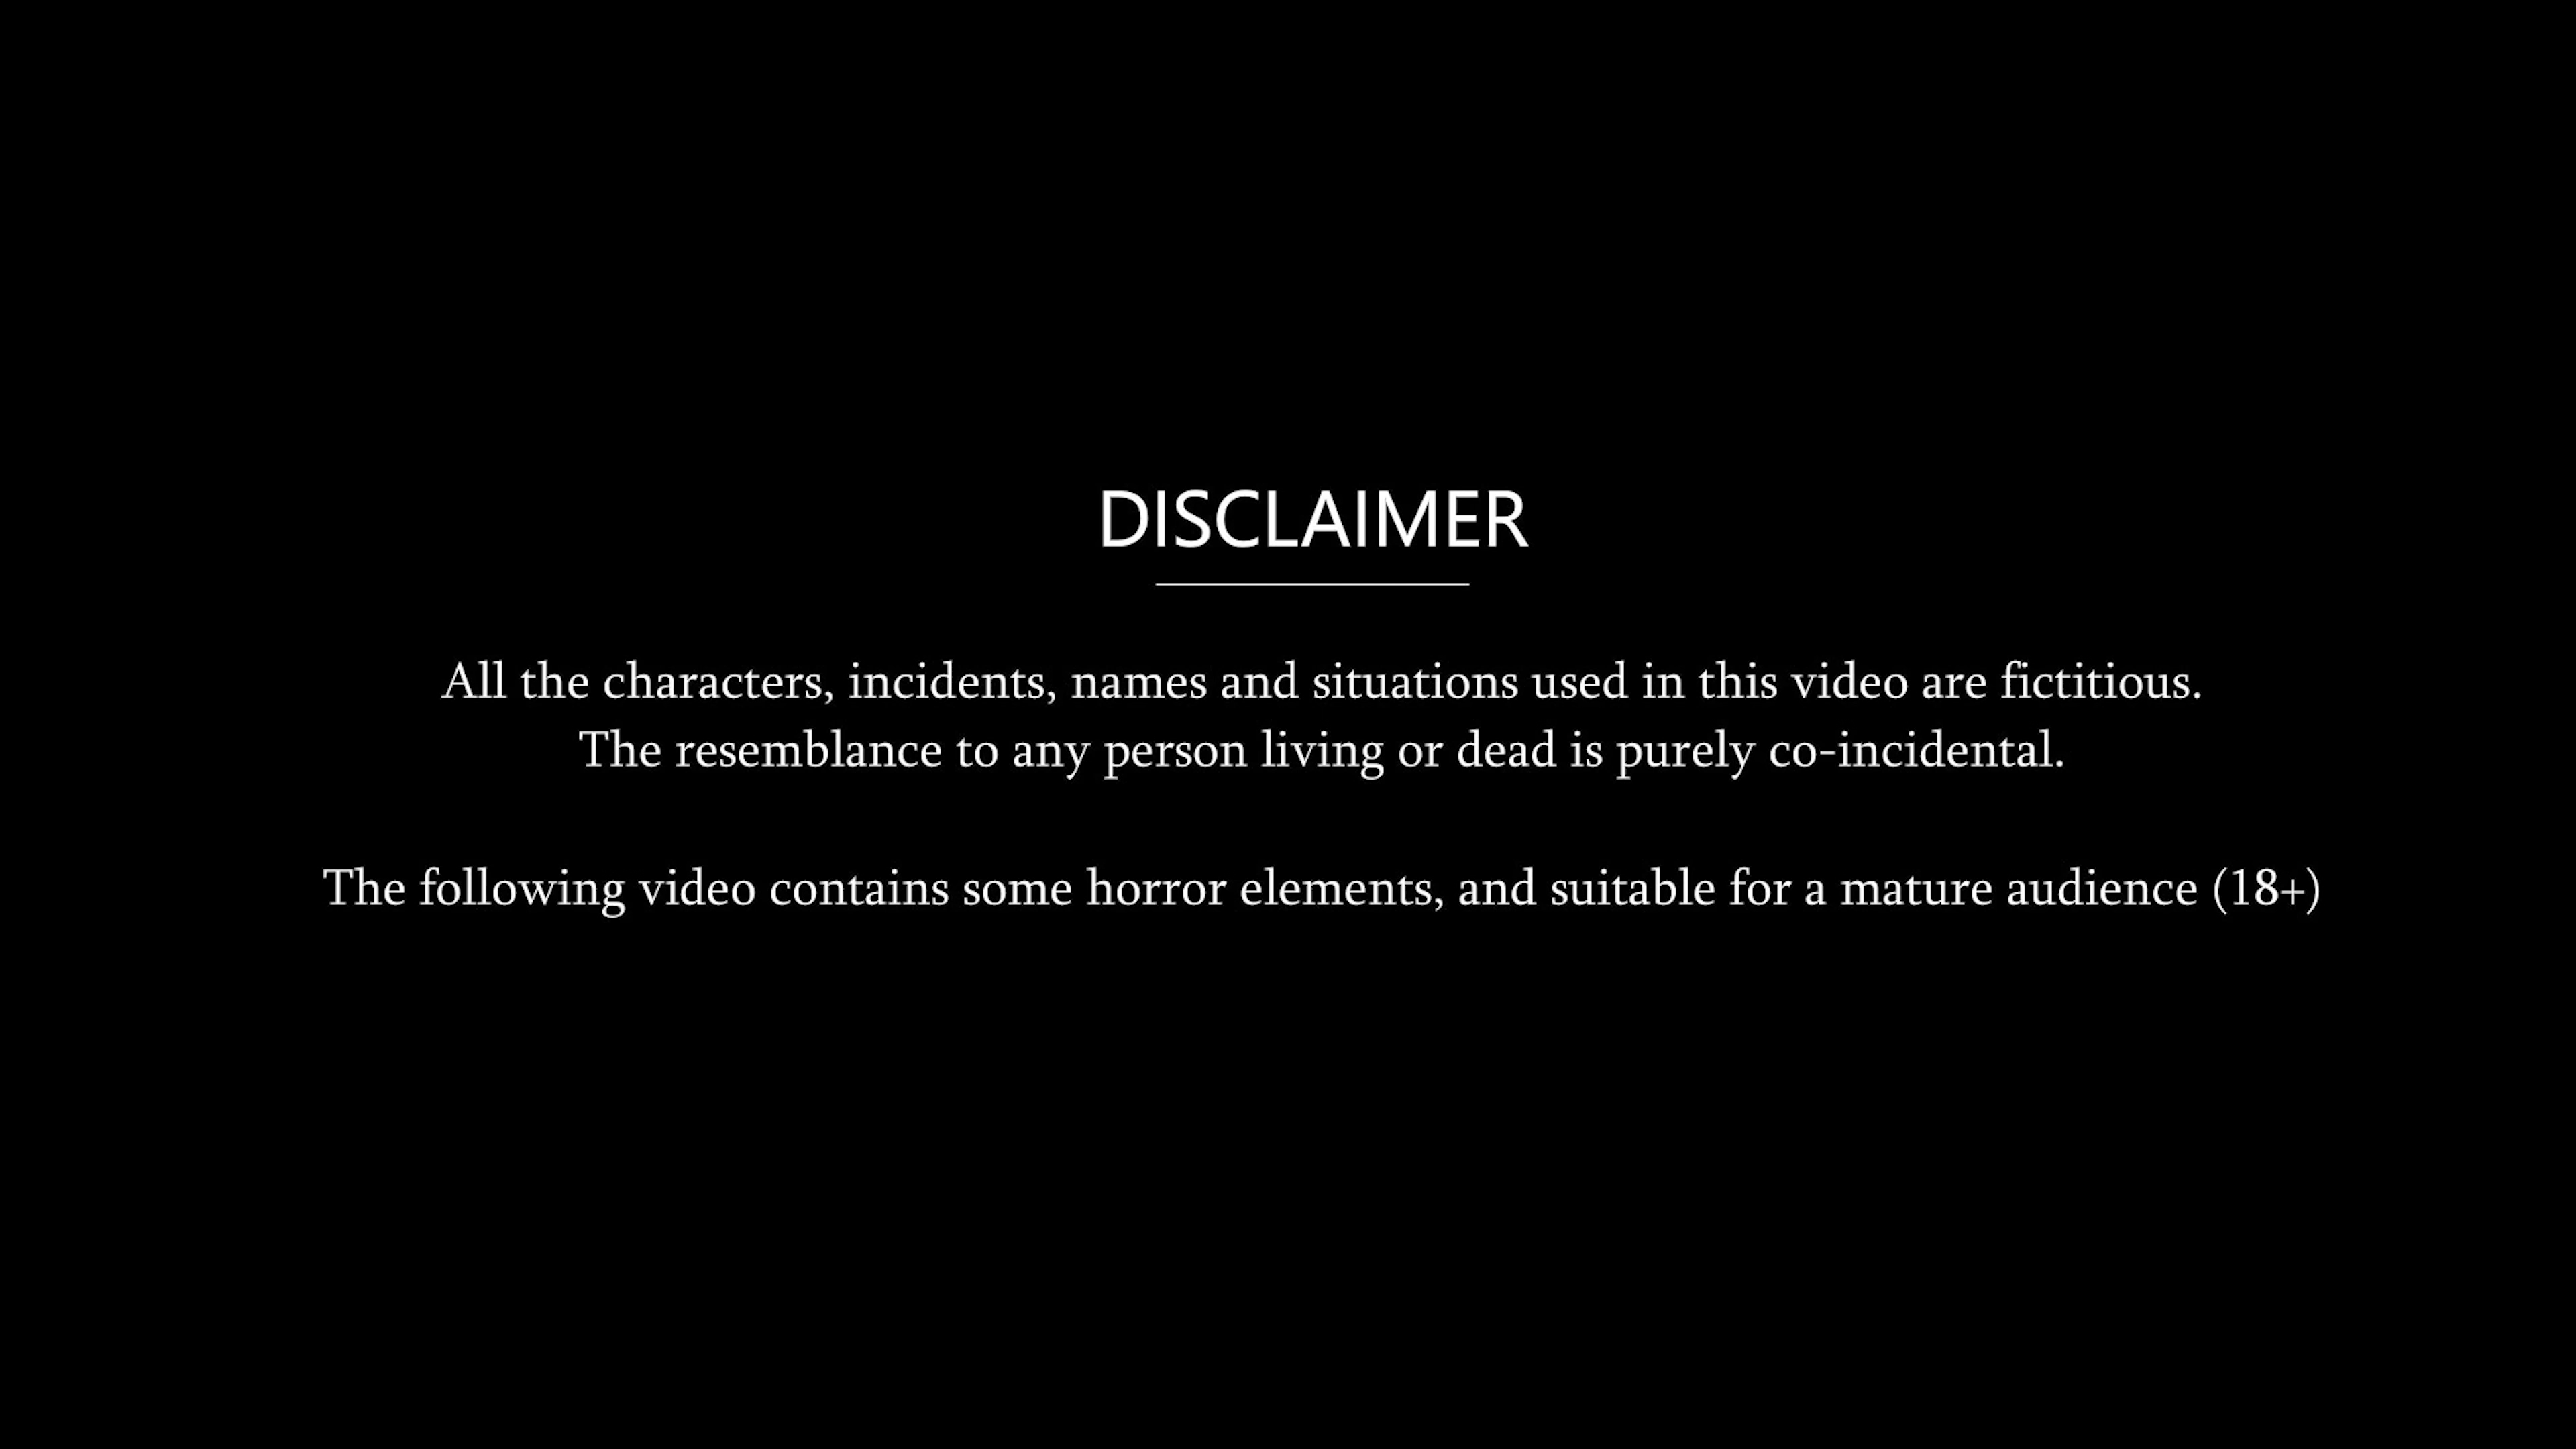 DISCLAIMER
All the characters, incidents, names and situations used in this video are fictitious.
The resemblance to any person living or dead is purely co-incidental.
The following video contains some horror elements, and suitable for a mature audience (18+)